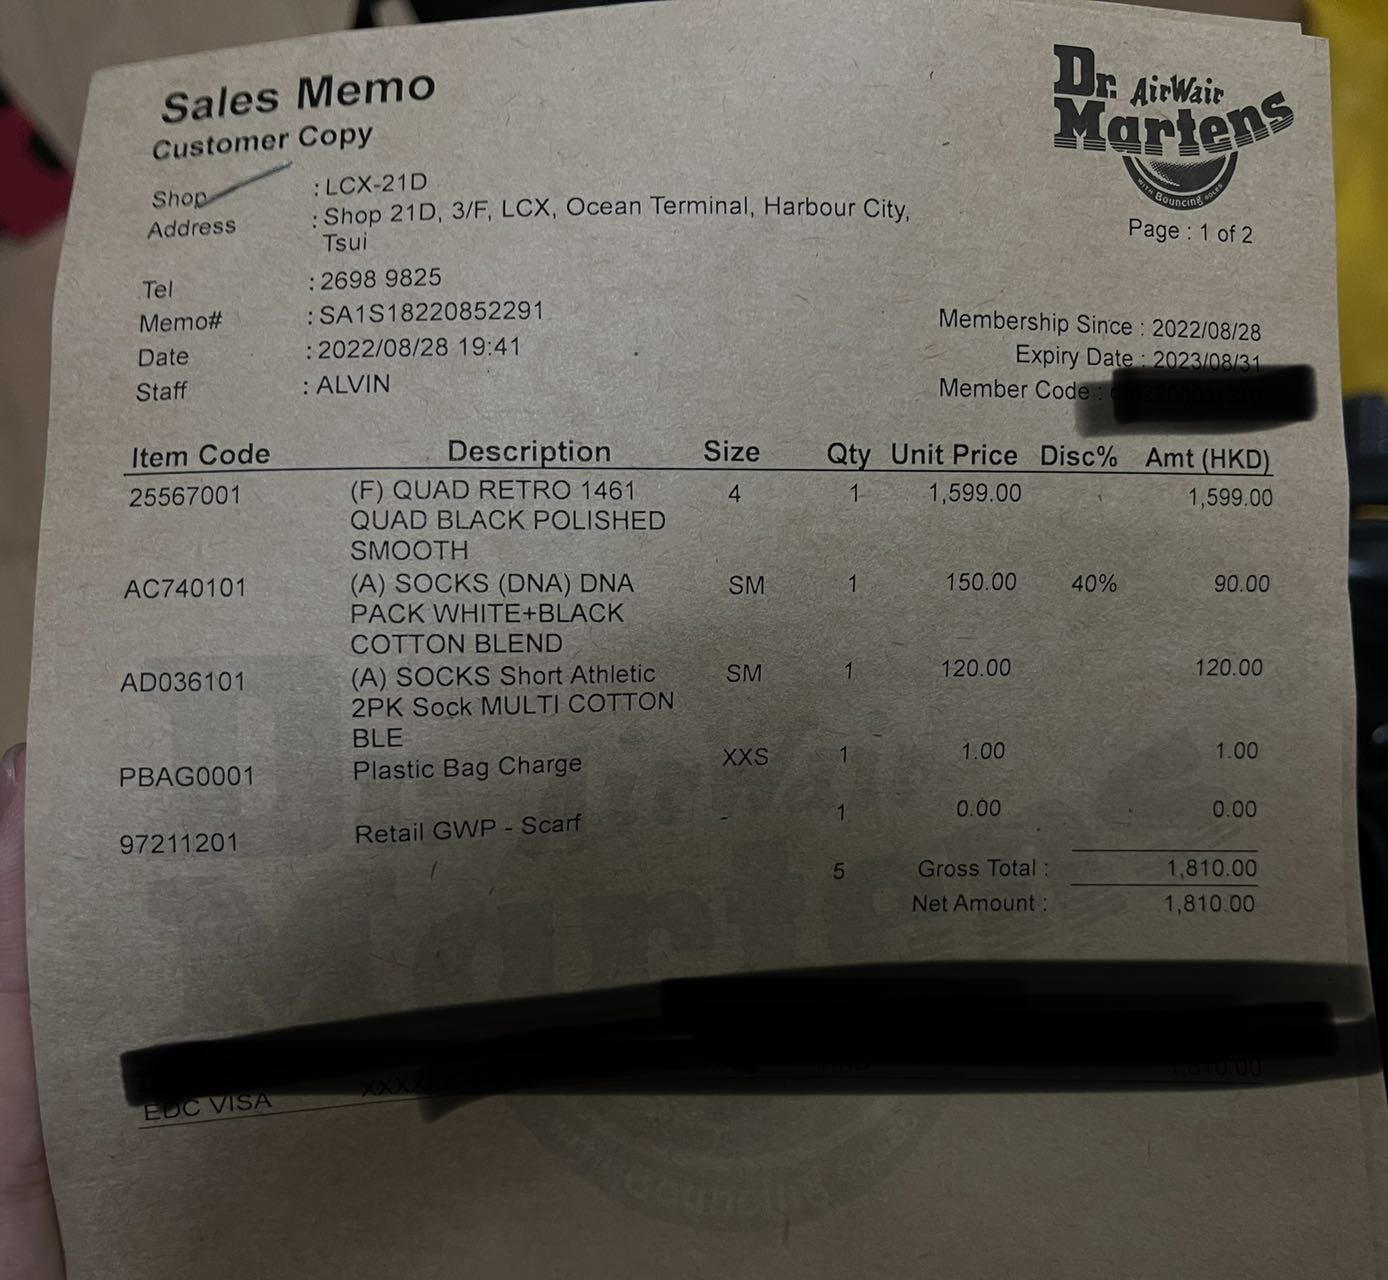 Sales Memo
Customer Copy
Dr. AirWair
Martens
WITH Bouncing SOLES
Page : 1 of 2
Shop : LCX-21D
Address : Shop 21D, 3/F, LCX, Ocean Terminal, Harbour City,
Tsui
Tel : 2698 9825
Memo# : SA1S18220852291
Date : 2022/08/28 19:41
Staff : ALVIN
Membership Since : 2022/08/28
Expiry Date : 2023/08/31
Member Code :
Item Code Description Size Qty Unit Price Disc% Amt (HKD)
25567001 (F) QUAD RETRO 1461 4 1 1,599.00 1,599.00
QUAD BLACK POLISHED
SMOOTH
AC740101 (A) SOCKS (DNA) DNA SM 1 150.00 40% 90.00
PACK WHITE+BLACK
COTTON BLEND
AD036101 (A) SOCKS Short Athletic SM 1 120.00 120.00
2PK Sock MULTI COTTON
BLE
PBAG0001 Plastic Bag Charge XXS 1 1.00 1.00
97211201 Retail GWP - Scarf - 1 0.00 0.00
5 Gross Total : 1,810.00
Net Amount : 1,810.00
EDC VISA 1,810.00